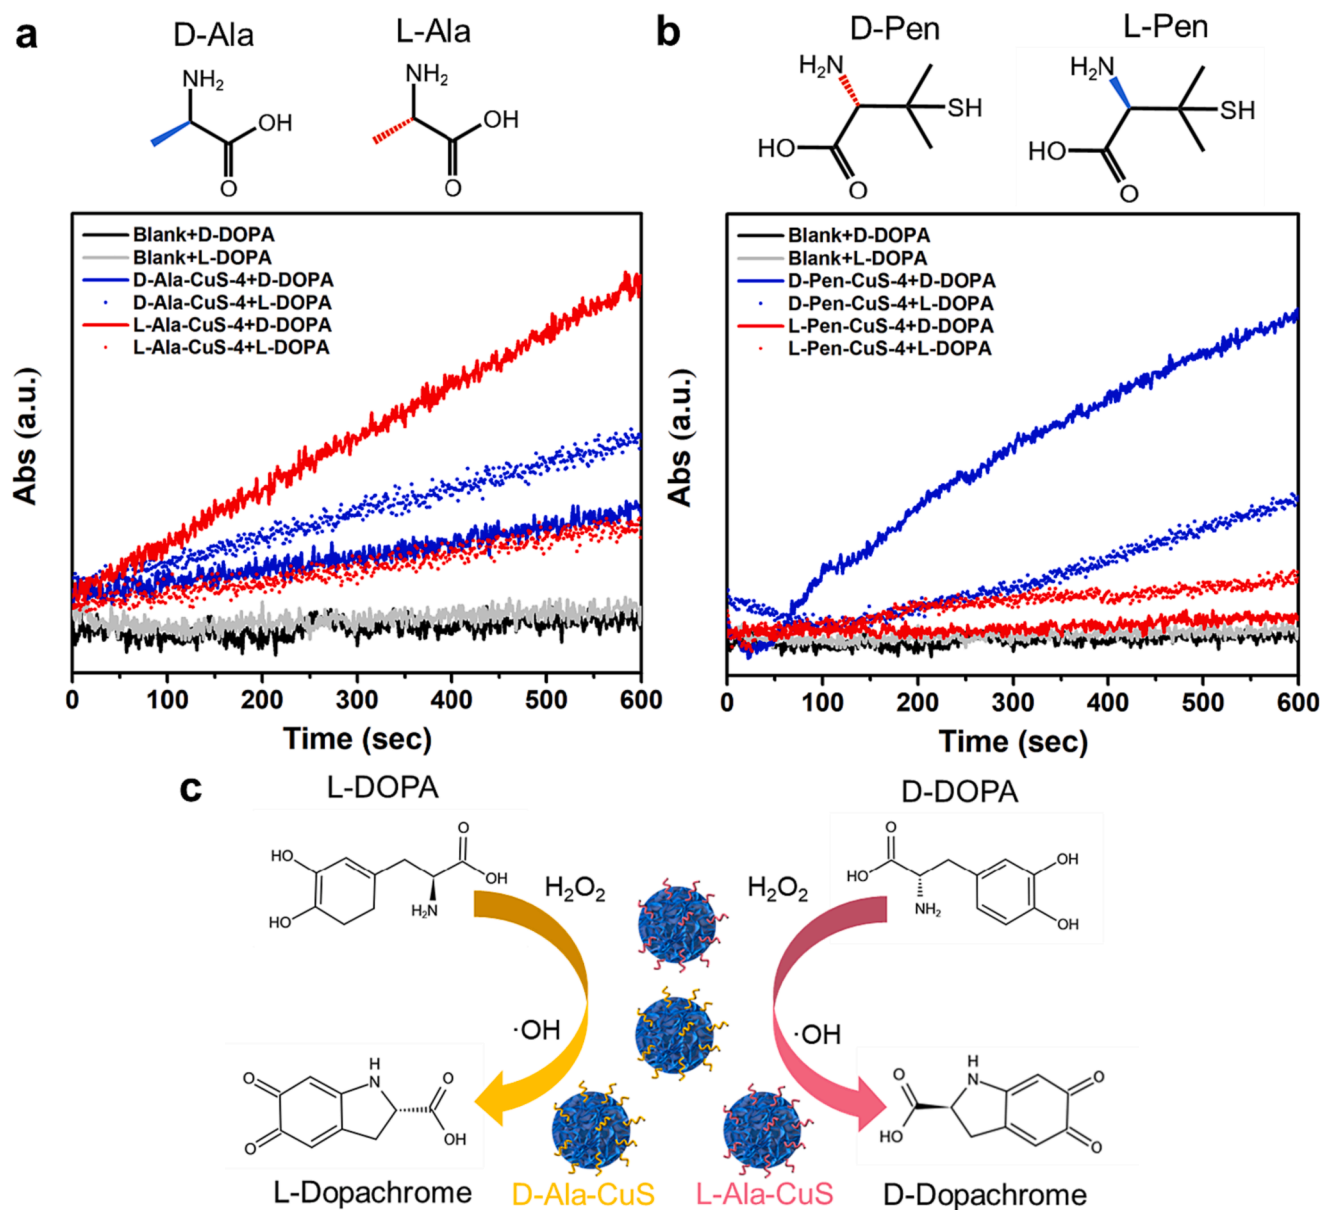 a
D-Ala
L-Ala
NH₂
OH
O
NH₂
OH
O
b
D-Pen
L-Pen
H₂N
SH
HO
O
H₂N
SH
HO
O
Blank+D-DOPA
Blank+L-DOPA
D-Ala-CuS-4+D-DOPA
D-Ala-CuS-4+L-DOPA
L-Ala-CuS-4+D-DOPA
L-Ala-CuS-4+L-DOPA
Abs (a.u.)
0 100 200 300 400 500 600
Time (sec)
Blank+D-DOPA
Blank+L-DOPA
D-Pen-CuS-4+D-DOPA
D-Pen-CuS-4+L-DOPA
L-Pen-CuS-4+D-DOPA
L-Pen-CuS-4+L-DOPA
Abs (a.u.)
0 100 200 300 400 500 600
Time (sec)
c
L-DOPA
D-DOPA
HO
HO
O
OH
H₂N
H₂O₂
H₂O₂
O
HO
NH₂
OH
OH
·OH
·OH
O
O
H
N
O
OH
O
HO
H
N
O
O
L-Dopachrome
D-Ala-CuS
L-Ala-CuS
D-Dopachrome